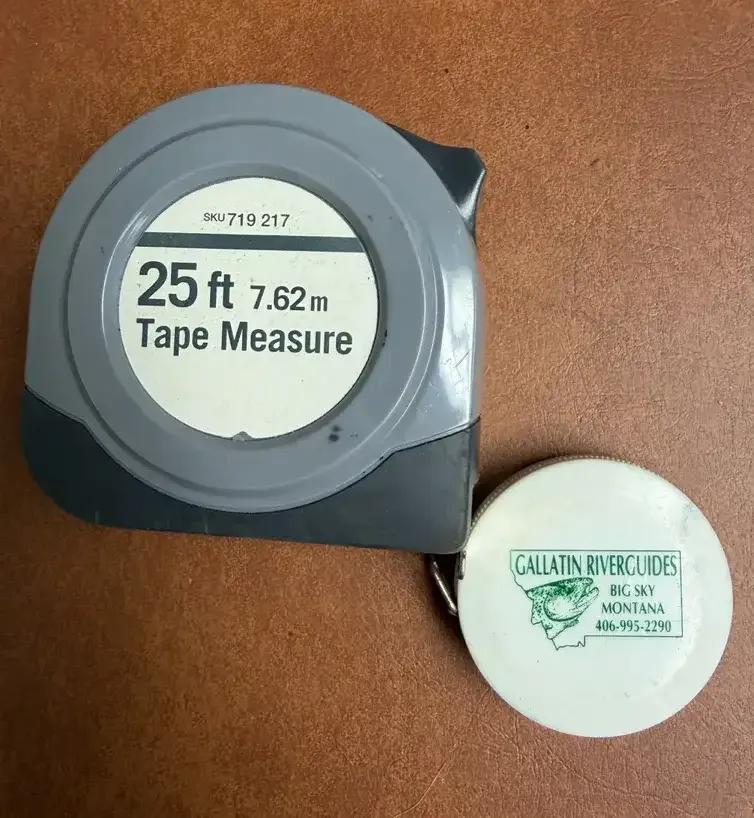 SKU 719 217
25 ft 7.62 m
Tape Measure
GALLATIN RIVERGUIDES
BIG SKY
MONTANA
406-995-2290